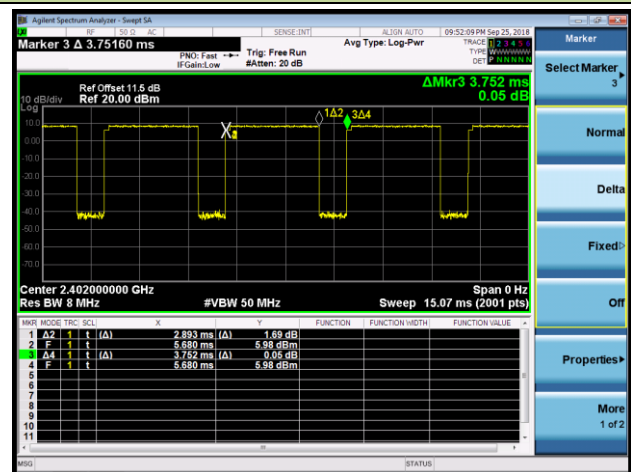 Agilent Spectrum Analyzer - Swept SA
RF 50 Ω AC SENSE:INT ALIGN AUTO 09:52:09 PM Sep 25, 2018
Marker 3 Δ 3.75160 ms
PNO: Fast Trig: Free Run Avg Type: Log-Pwr TRACE 1 2 3 4 5 6
TYPE WWWWWW
IFGain:Low #Atten: 20 dB DET P N N N N N
Ref Offset 11.5 dB ΔMkr3 3.752 ms
10 dB/div Ref 20.00 dBm 0.05 dB
Log
10.0
0.00
-10.0
-20.0
-30.0
-40.0
-50.0
-60.0
-70.0
1Δ2 3Δ4
Center 2.402000000 GHz Span 0 Hz
Res BW 8 MHz #VBW 50 MHz Sweep 15.07 ms (2001 pts)
MKR MODE TRC SCL X Y FUNCTION FUNCTION WIDTH FUNCTION VALUE
1 Δ2 1 t (Δ) 2.893 ms (Δ) 1.69 dB
2 F 1 t 5.680 ms 5.98 dBm
3 Δ4 1 t (Δ) 3.752 ms (Δ) 0.05 dB
4 F 1 t 5.680 ms 5.98 dBm
5
6
7
8
9
10
11
MSG STATUS
Marker
Select Marker
3
Normal
Delta
Fixed
Off
Properties
More
1 of 2